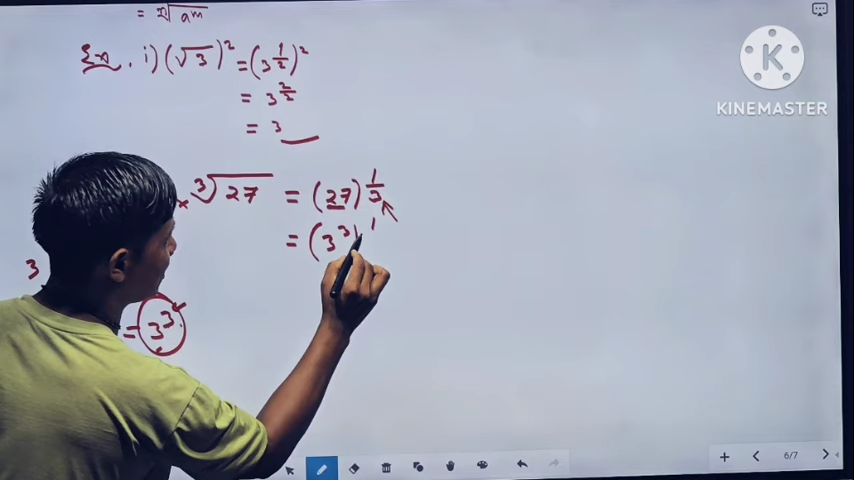 = ⁿ√am
Ex. i) (√3)² = (3^½)²
= 3^2/2
= 3
³√27 = (27)^1/3
= (3³)^1
3
= 3³
KINEMASTER
6/7